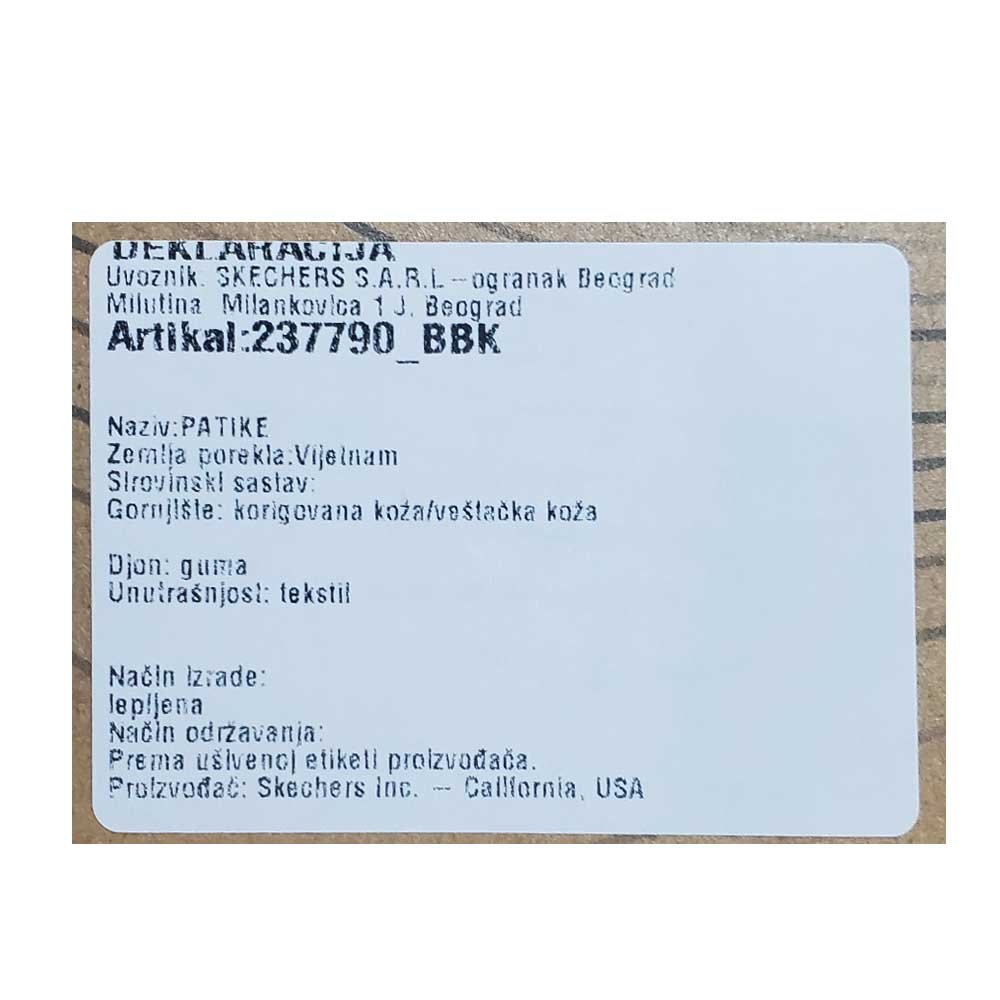 DEKLARACIJA
Uvoznik: SKECHERS S.A.R.L – ogranak Beograd
Milutina Milankovica 1 J, Beograd
Artikal:237790_BBK
Naziv:PATIKE
Zemlja porekla:Vijetnam
Sirovinski sastav:
Gornjište: korigovana koža/veštačka koža
Djon: guma
Unutrašnjost: tekstil
Način izrade:
lepljena
Način održavanja:
Prema ušivenoj etiketi proizvođača.
Proizvođač: Skechers Inc. – California, USA